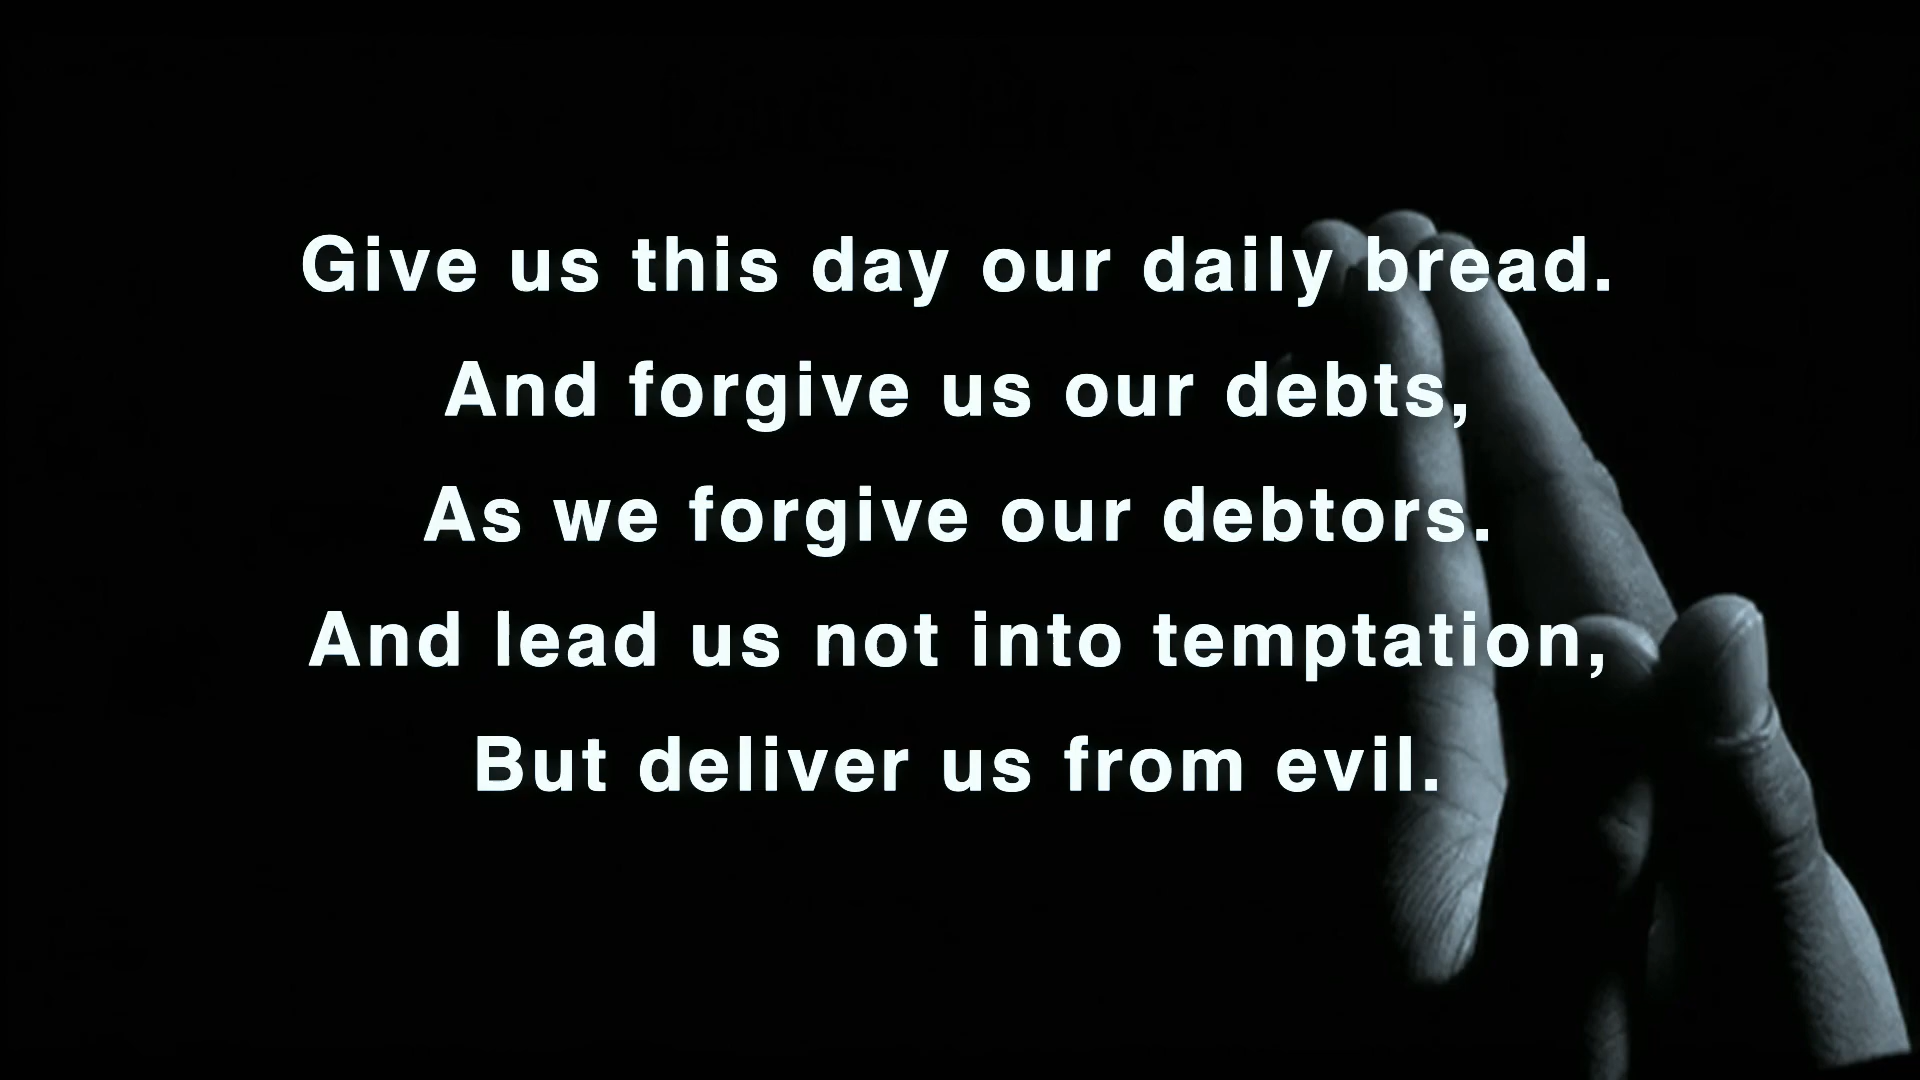 Give us this day our daily bread.
And forgive us our debts,
As we forgive our debtors.
And lead us not into temptation,
But deliver us from evil.